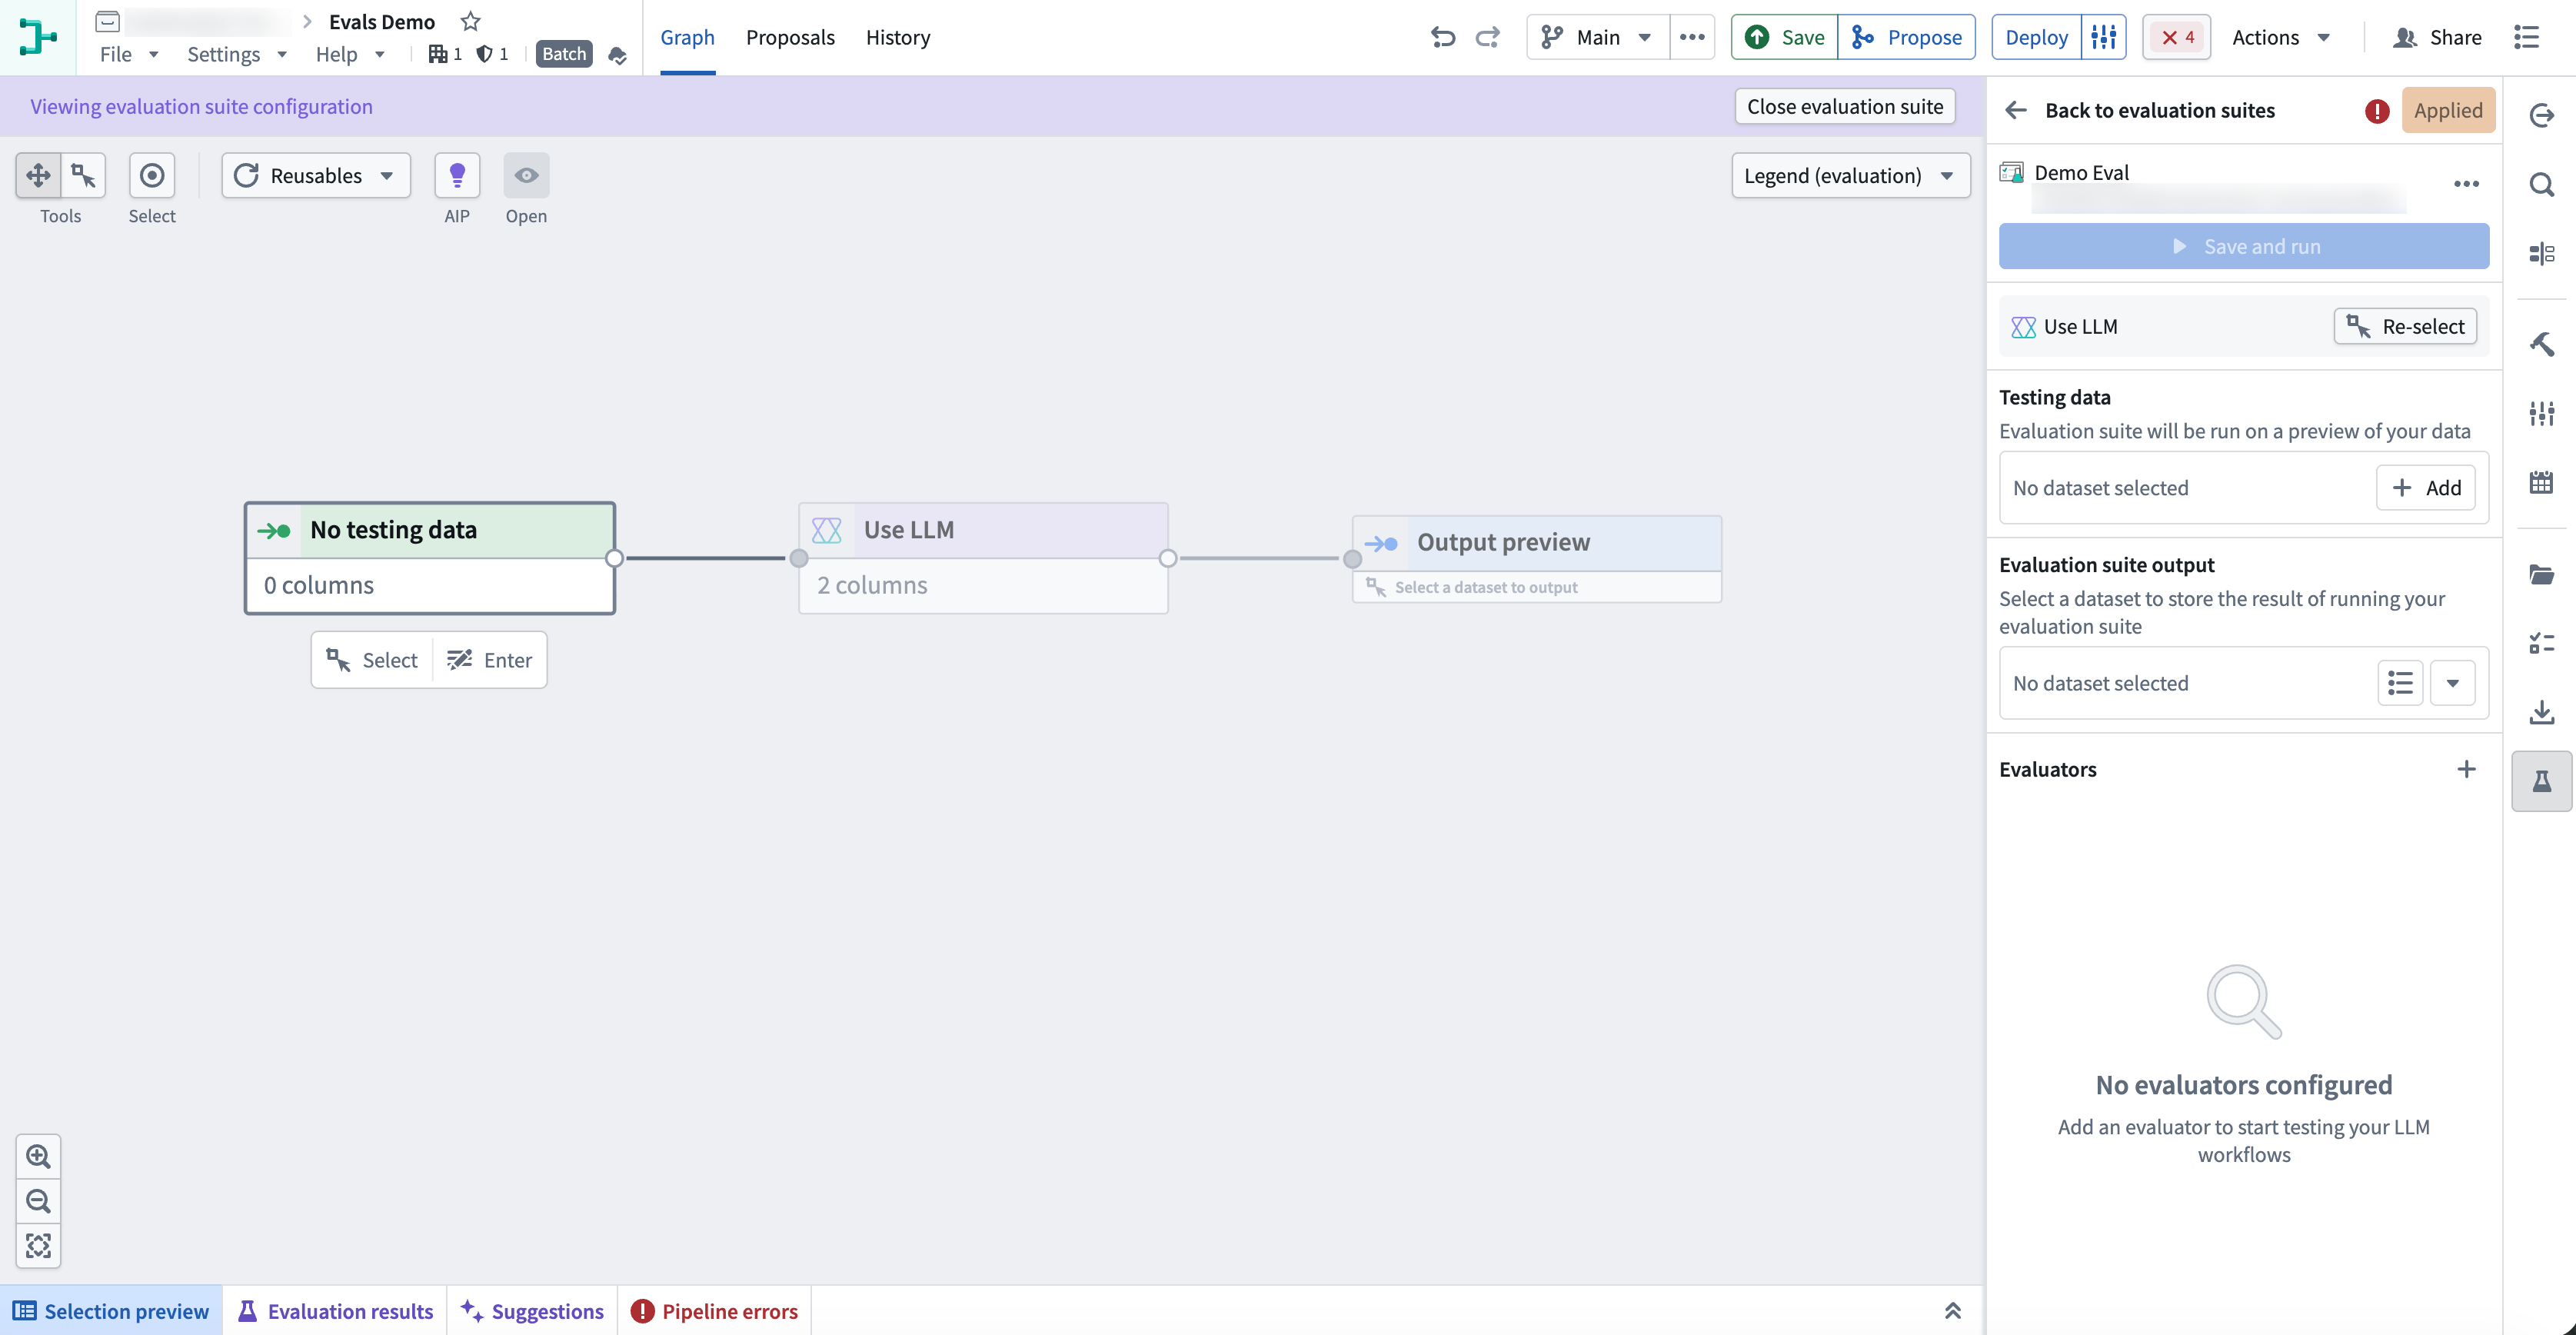 Evals Demo
File
Settings
Help
1
1
Batch
Graph
Proposals
History
Main
Save
Propose
Deploy
4
Actions
Share
Viewing evaluation suite configuration
Close evaluation suite
Tools
Select
Reusables
AIP
Open
Legend (evaluation)
No testing data
0 columns
Select
Enter
Use LLM
2 columns
Output preview
Select a dataset to output
Back to evaluation suites
Applied
Demo Eval
Save and run
Use LLM
Re-select
Testing data
Evaluation suite will be run on a preview of your data
No dataset selected
Add
Evaluation suite output
Select a dataset to store the result of running your
evaluation suite
No dataset selected
Evaluators
No evaluators configured
Add an evaluator to start testing your LLM
workflows
Selection preview
Evaluation results
Suggestions
Pipeline errors